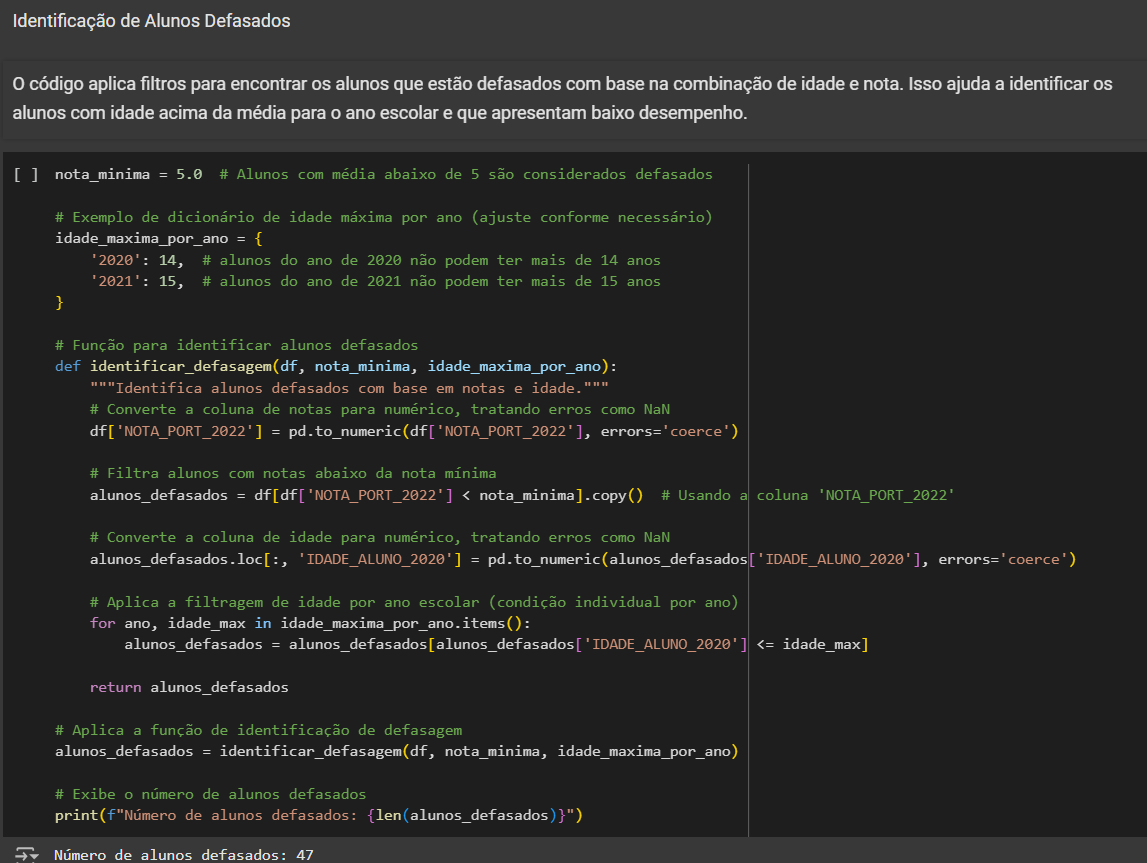 Identificação de Alunos Defasados
O código aplica filtros para encontrar os alunos que estão defasados com base na combinação de idade e nota. Isso ajuda a identificar os
alunos com idade acima da média para o ano escolar e que apresentam baixo desempenho.
[ ] nota_minima = 5.0  # Alunos com média abaixo de 5 são considerados defasados
# Exemplo de dicionário de idade máxima por ano (ajuste conforme necessário)
idade_maxima_por_ano = {
    '2020': 14,  # alunos do ano de 2020 não podem ter mais de 14 anos
    '2021': 15,  # alunos do ano de 2021 não podem ter mais de 15 anos
}
# Função para identificar alunos defasados
def identificar_defasagem(df, nota_minima, idade_maxima_por_ano):
    """Identifica alunos defasados com base em notas e idade."""
    # Converte a coluna de notas para numérico, tratando erros como NaN
    df['NOTA_PORT_2022'] = pd.to_numeric(df['NOTA_PORT_2022'], errors='coerce')
    # Filtra alunos com notas abaixo da nota mínima
    alunos_defasados = df[df['NOTA_PORT_2022'] < nota_minima].copy()  # Usando a coluna 'NOTA_PORT_2022'
    # Converte a coluna de idade para numérico, tratando erros como NaN
    alunos_defasados.loc[:, 'IDADE_ALUNO_2020'] = pd.to_numeric(alunos_defasados['IDADE_ALUNO_2020'], errors='coerce')
    # Aplica a filtragem de idade por ano escolar (condição individual por ano)
    for ano, idade_max in idade_maxima_por_ano.items():
        alunos_defasados = alunos_defasados[alunos_defasados['IDADE_ALUNO_2020'] <= idade_max]
    return alunos_defasados
# Aplica a função de identificação de defasagem
alunos_defasados = identificar_defasagem(df, nota_minima, idade_maxima_por_ano)
# Exibe o número de alunos defasados
print(f"Número de alunos defasados: {len(alunos_defasados)}")
Número de alunos defasados: 47